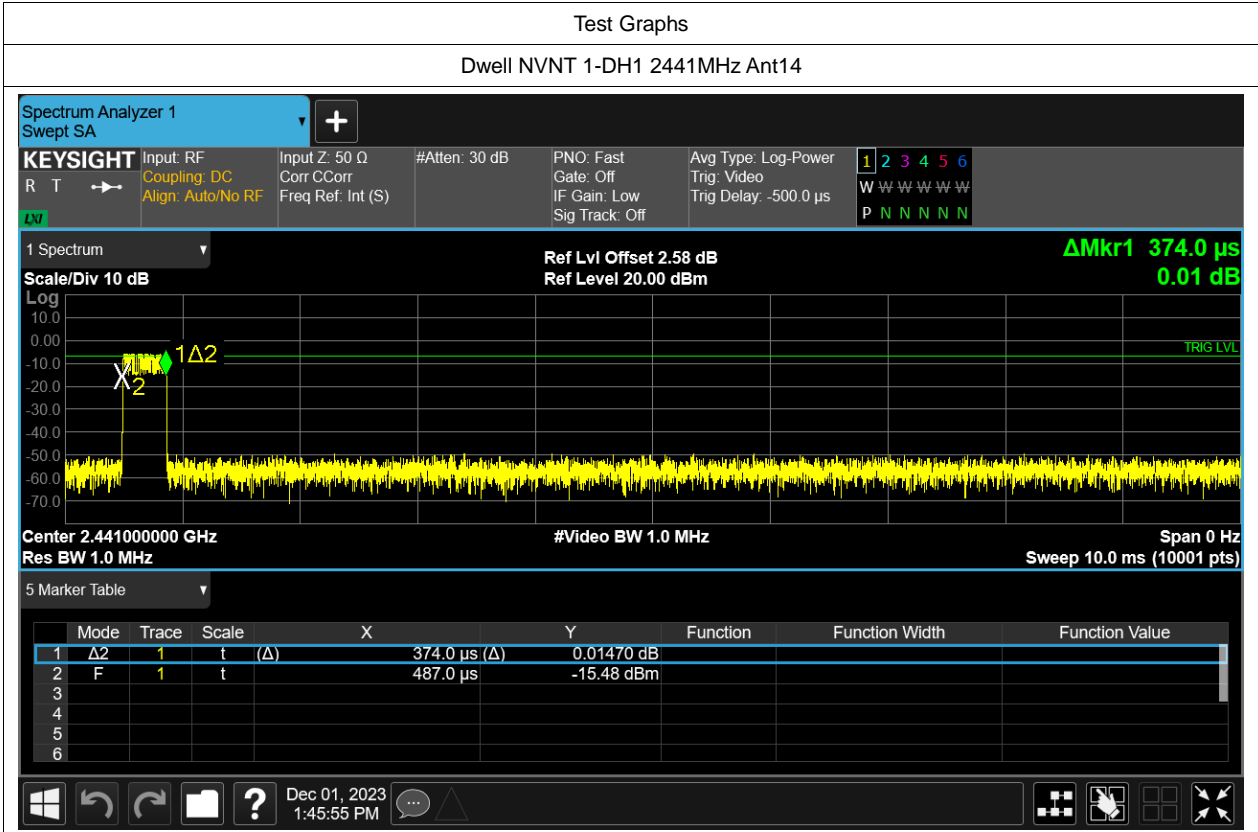 Test Graphs
Dwell NVNT 1-DH1 2441MHz Ant14
Spectrum Analyzer 1
Swept SA
+
KEYSIGHT
R T
LXI
Input: RF
Coupling: DC
Align: Auto/No RF
Input Z: 50 Ω
Corr CCorr
Freq Ref: Int (S)
#Atten: 30 dB
PNO: Fast
Gate: Off
IF Gain: Low
Sig Track: Off
Avg Type: Log-Power
Trig: Video
Trig Delay: -500.0 µs
1 2 3 4 5 6
W W W W W W
P N N N N N
1 Spectrum
Scale/Div 10 dB
Ref Lvl Offset 2.58 dB
Ref Level 20.00 dBm
ΔMkr1 374.0 µs
0.01 dB
Log
10.0
0.00
-10.0
-20.0
-30.0
-40.0
-50.0
-60.0
-70.0
1Δ2
X2
TRIG LVL
Center 2.441000000 GHz
Res BW 1.0 MHz
#Video BW 1.0 MHz
Span 0 Hz
Sweep 10.0 ms (10001 pts)
5 Marker Table
Mode Trace Scale X Y Function Function Width Function Value
1 Δ2 1 t (Δ) 374.0 µs (Δ) 0.01470 dB
2 F 1 t 487.0 µs -15.48 dBm
3
4
5
6
?
Dec 01, 2023
1:45:55 PM